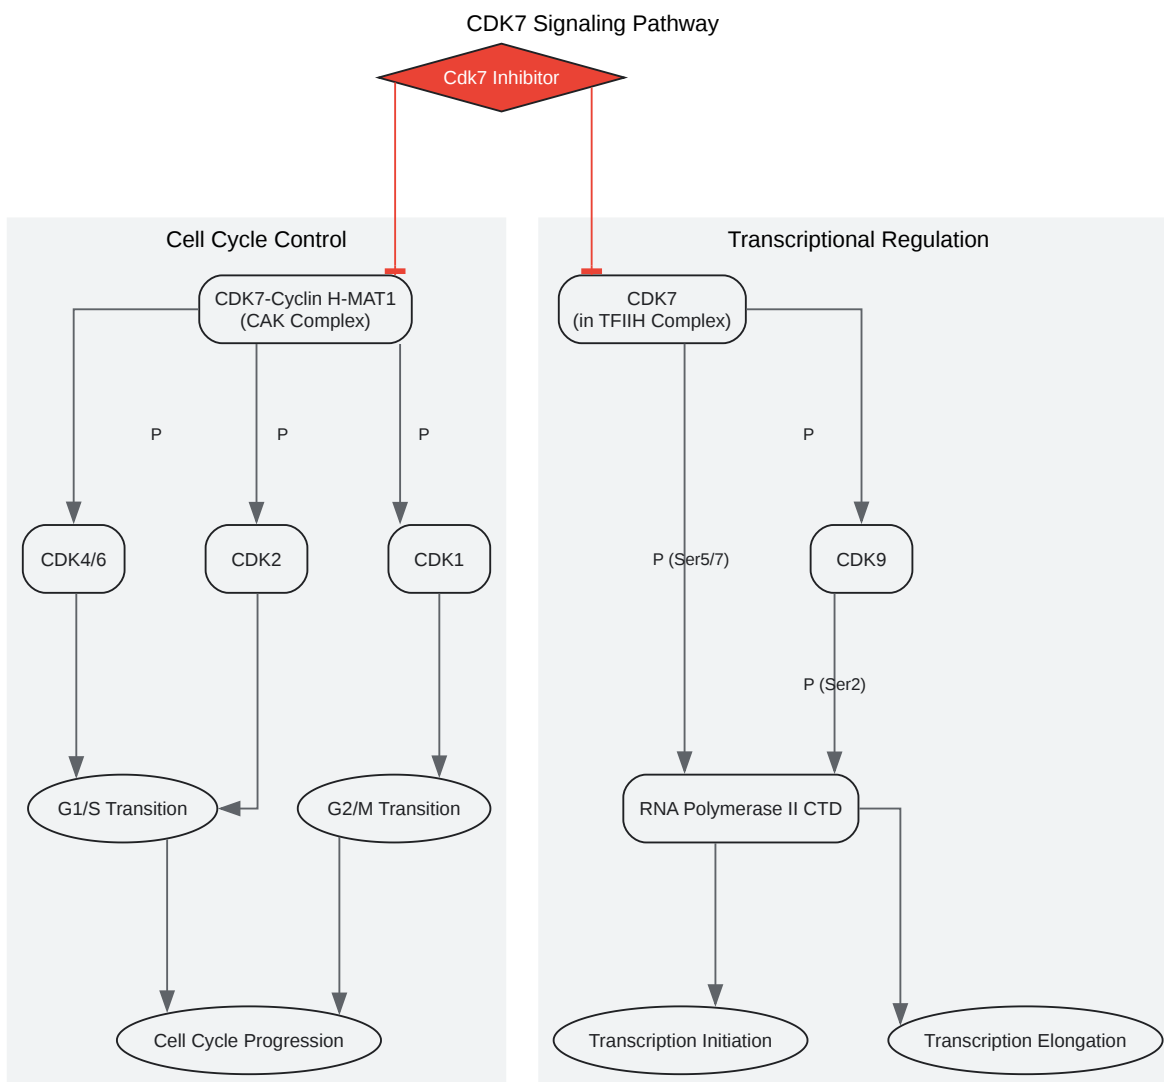 CDK7 Signaling Pathway
Cdk7 Inhibitor
Cell Cycle Control
CDK7-Cyclin H-MAT1
(CAK Complex)
P
P
P
CDK4/6
CDK2
CDK1
G1/S Transition
G2/M Transition
Cell Cycle Progression
Transcriptional Regulation
CDK7
(in TFIIH Complex)
P
P (Ser5/7)
CDK9
P (Ser2)
RNA Polymerase II CTD
Transcription Initiation
Transcription Elongation